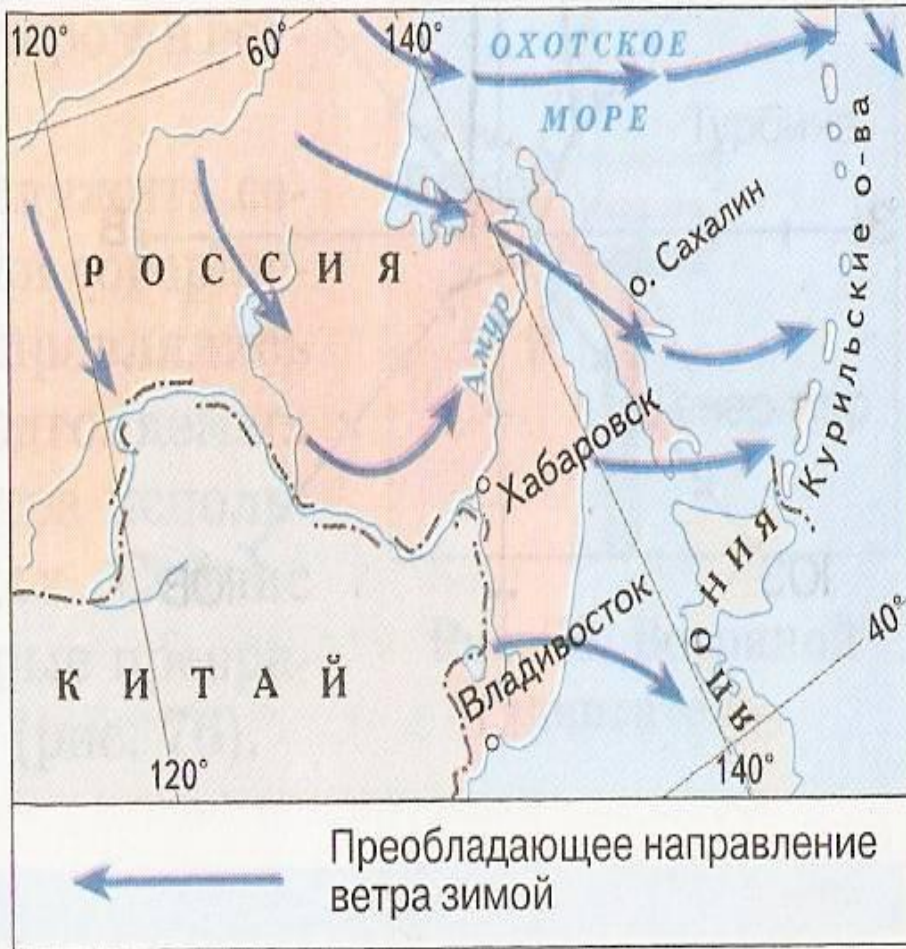 120°
60°
140°
ОХОТСКОЕ
МОРЕ
Курильские о-ва
о. Сахалин
РОССИЯ
Амур
Хабаровск
ЯПОНИЯ
Владивосток
40°
КИТАЙ
120°
140°
Преобладающее направление
ветра зимой